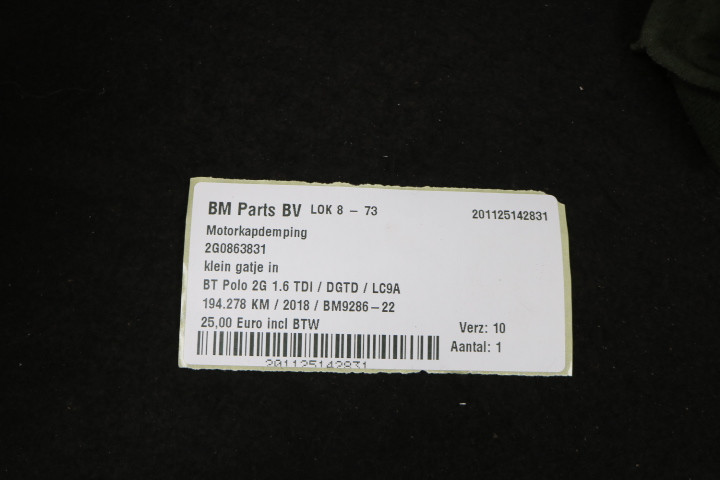 BM Parts BV LOK 8 – 73 201125142831
Motorkapdemping
2G0863831
klein gatje in
BT Polo 2G 1.6 TDI / DGTD / LC9A
194.278 KM / 2018 / BM9286–22
25,00 Euro incl BTW Verz: 10
Aantal: 1
201125142831